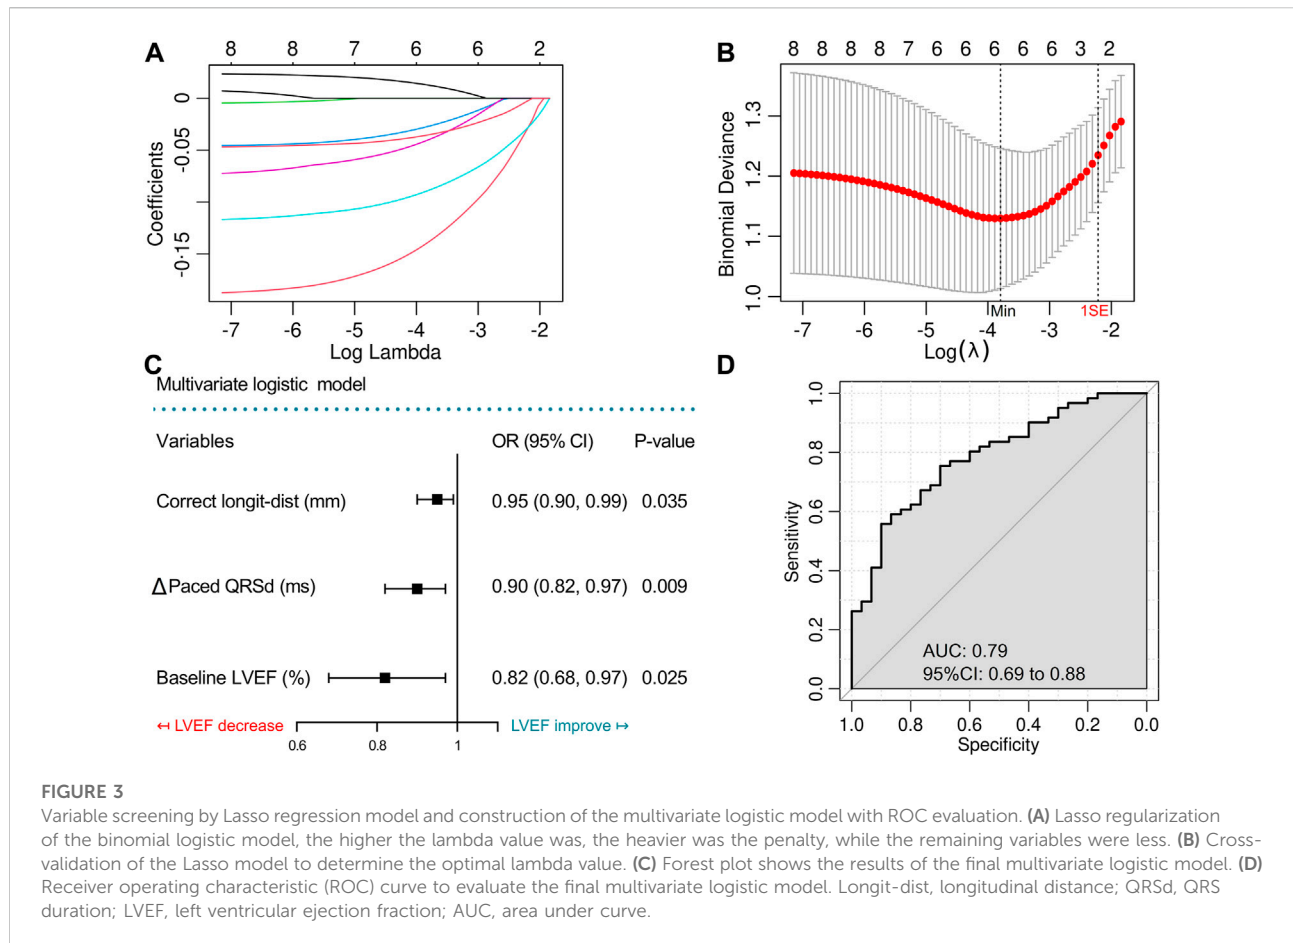 A
8 8 7 6 6 2
0
-0.05
-0.15
Coefficients
-7 -6 -5 -4 -3 -2
Log Lambda
B
8 8 8 8 7 6 6 6 6 6 3 2
1.3
1.2
1.1
1.0
Binomial Deviance
Min
1SE
-7 -6 -5 -4 -3 -2
Log(λ)
C
Multivariate logistic model
Variables OR (95% CI) P-value
Correct longit-dist (mm) 0.95 (0.90, 0.99) 0.035
Δ Paced QRSd (ms) 0.90 (0.82, 0.97) 0.009
Baseline LVEF (%) 0.82 (0.68, 0.97) 0.025
↤ LVEF decrease LVEF improve ↦
0.6 0.8 1
D
1.0
0.8
0.6
0.4
0.2
0.0
Sensitivity
AUC: 0.79
95%CI: 0.69 to 0.88
1.0 0.8 0.6 0.4 0.2 0.0
Specificity
FIGURE 3
Variable screening by Lasso regression model and construction of the multivariate logistic model with ROC evaluation. (A) Lasso regularization
of the binomial logistic model, the higher the lambda value was, the heavier was the penalty, while the remaining variables were less. (B) Cross-
validation of the Lasso model to determine the optimal lambda value. (C) Forest plot shows the results of the final multivariate logistic model. (D)
Receiver operating characteristic (ROC) curve to evaluate the final multivariate logistic model. Longit-dist, longitudinal distance; QRSd, QRS
duration; LVEF, left ventricular ejection fraction; AUC, area under curve.